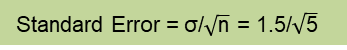 Standard Error = σ/√n = 1.5/√5